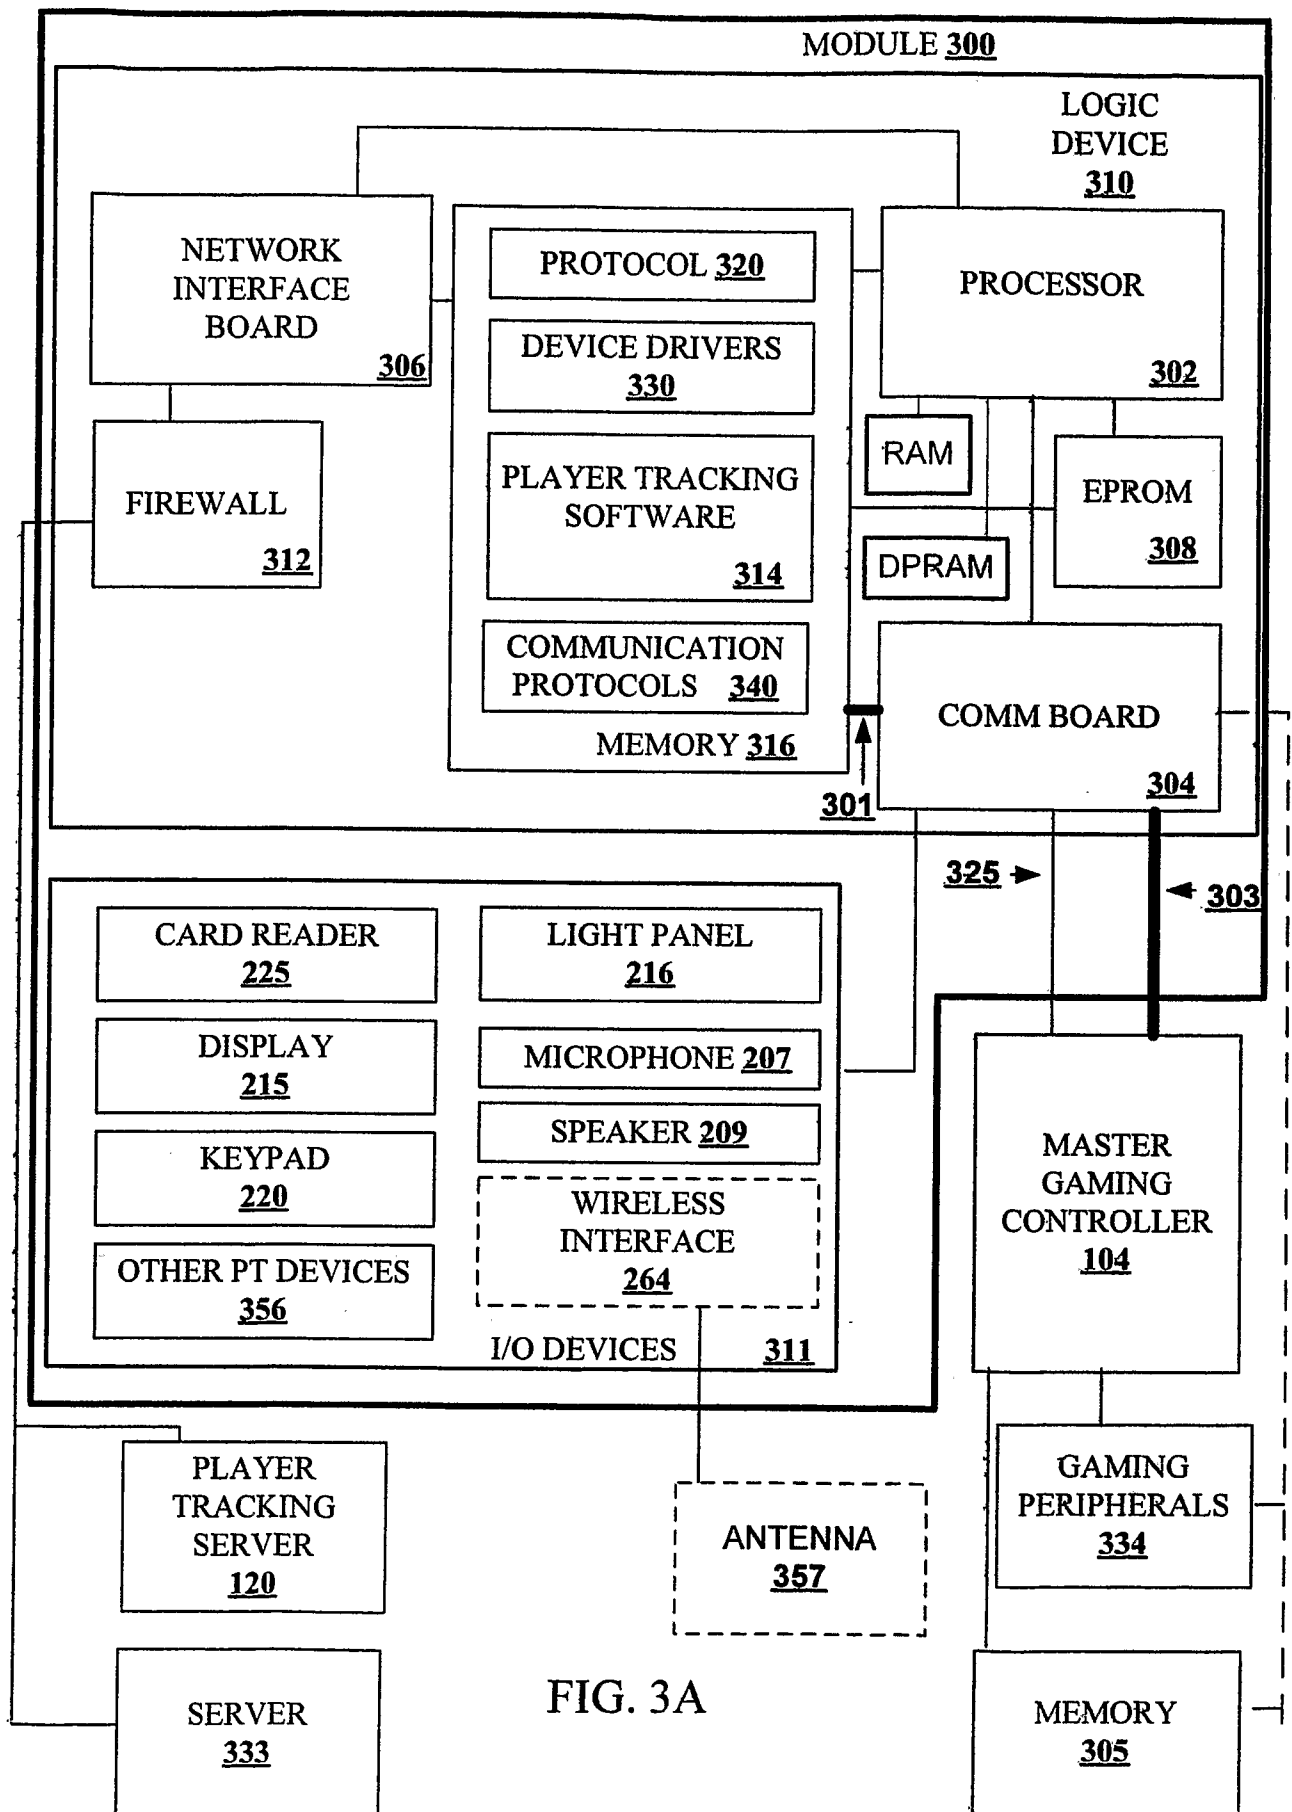 MODULE 300
LOGIC
DEVICE
310
NETWORK
INTERFACE
BOARD
306
PROTOCOL 320
DEVICE DRIVERS
330
PLAYER TRACKING
SOFTWARE
314
COMMUNICATION
PROTOCOLS 340
MEMORY 316
PROCESSOR
302
RAM
EPROM
308
DPRAM
FIREWALL
312
COMM BOARD
304
301
325
303
CARD READER
225
LIGHT PANEL
216
DISPLAY
215
MICROPHONE 207
KEYPAD
220
SPEAKER 209
OTHER PT DEVICES
356
WIRELESS
INTERFACE
264
I/O DEVICES 311
MASTER
GAMING
CONTROLLER
104
PLAYER
TRACKING
SERVER
120
ANTENNA
357
GAMING
PERIPHERALS
334
SERVER
333
FIG. 3A
MEMORY
305